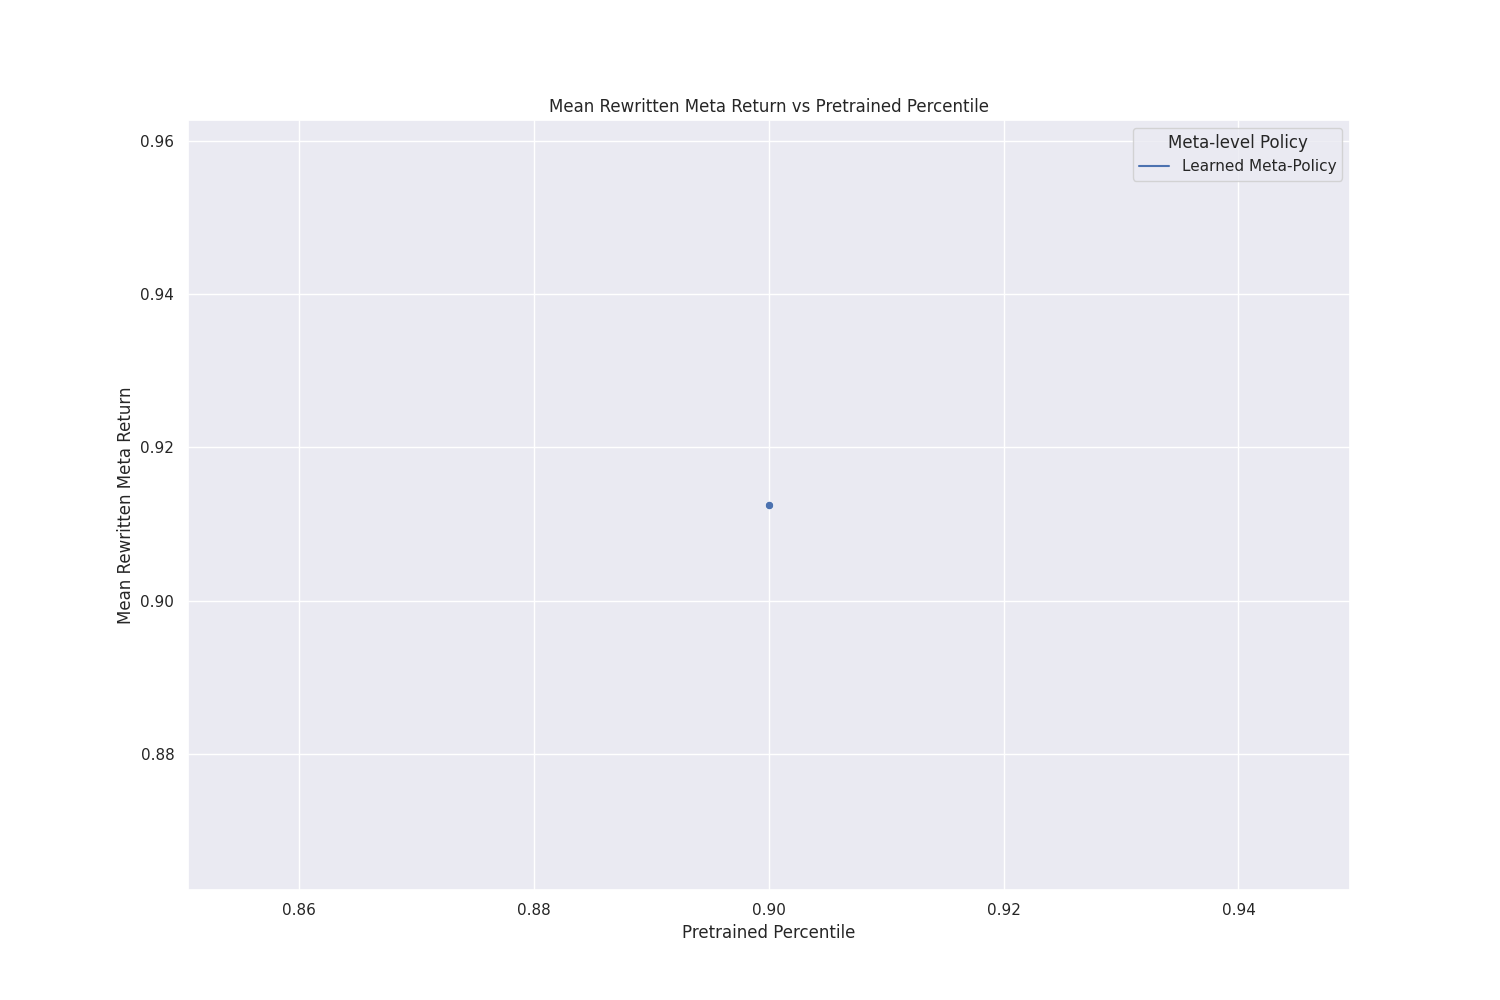 Mean Rewritten Meta Return vs Pretrained Percentile
Meta-level Policy
Learned Meta-Policy
Mean Rewritten Meta Return
0.96
0.94
0.92
0.90
0.88
0.86
0.88
0.90
0.92
0.94
Pretrained Percentile